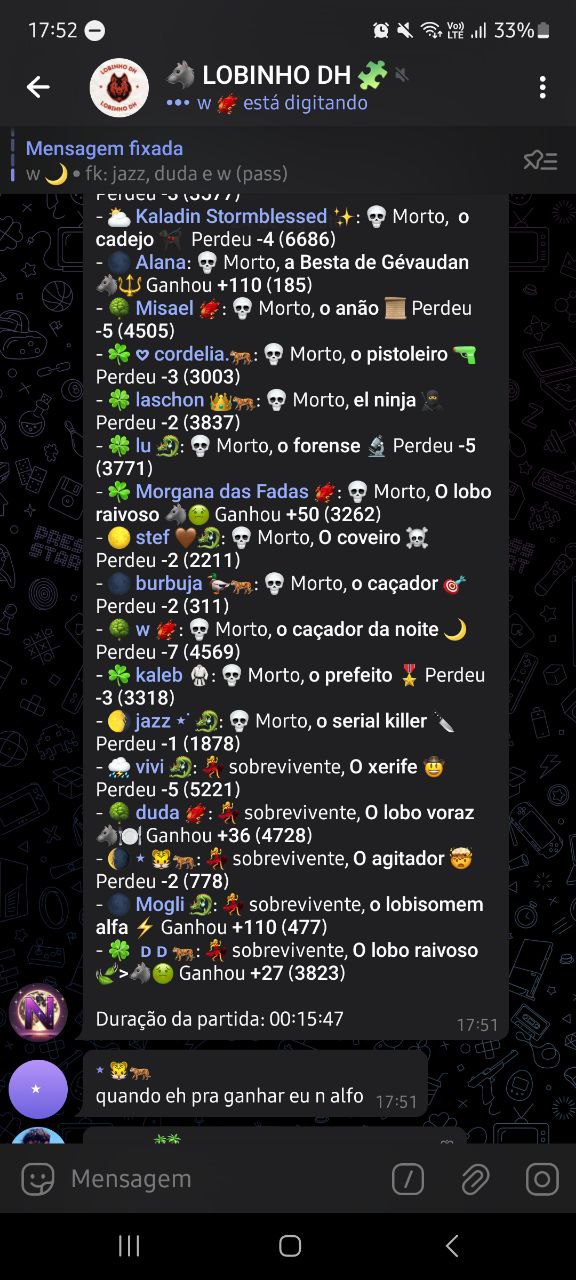 17:52 33%
🐺 LOBINHO DH 🧩
••• w 🦀 está digitando
Mensagem fixada
w 🌙 • fk: jazz, duda e w (pass)
Perdeu -3 (3577)
- 🌥 Kaladin Stormblessed ✨: 💀 Morto, o
cadejo 🐕‍🦺 Perdeu -4 (6686)
- 🌑 Alana: 💀 Morto, a Besta de Gévaudan
🐺🔱 Ganhou +110 (185)
- 🌳 Misael 🦀: 💀 Morto, o anão 📜 Perdeu
-5 (4505)
- 🍀 ♥ cordelia.🐅: 💀 Morto, o pistoleiro 🔫
Perdeu -3 (3003)
- 🍀 laschon 👑🐅: 💀 Morto, el ninja 🥷
Perdeu -2 (3837)
- 🍀 lu 🐉: 💀 Morto, o forense 🔬 Perdeu -5
(3771)
- 🍀 Morgana das Fadas 🦀: 💀 Morto, O lobo
raivoso 🐺🤢 Ganhou +50 (3262)
- 🌕 stef 🤎🐉: 💀 Morto, O coveiro ☠️
Perdeu -2 (2211)
- 🌑 burbuja 🦆🐅: 💀 Morto, o caçador 🎯
Perdeu -2 (311)
- 🌳 w 🦀: 💀 Morto, o caçador da noite 🌙
Perdeu -7 (4569)
- 🍀 kaleb 🥋: 💀 Morto, o prefeito 🎖 Perdeu
-3 (3318)
- 🌖 jazz ⋆˙🐉: 💀 Morto, o serial killer 🔪
Perdeu -1 (1878)
- 🌧 vivi 🐉: 💃 sobrevivente, O xerife 🤠
Perdeu -5 (5221)
- 🌳 duda 🦀: 💃 sobrevivente, O lobo voraz
🐺🍽 Ganhou +36 (4728)
- 🌘 ⋆ 🐯🐅: 💃 sobrevivente, O agitador 🤯
Perdeu -2 (778)
- 🌑 Mogli 🐉: 💃 sobrevivente, o lobisomem
alfa ⚡ Ganhou +110 (477)
- 🍀 ᴅ ᴅ 🐅: 💃 sobrevivente, O lobo raivoso
🌿>🐺🤢 Ganhou +27 (3823)
Duração da partida: 00:15:47
17:51
⋆ 🐯🐅
quando eh pra ganhar eu n alfo 17:51
Mensagem